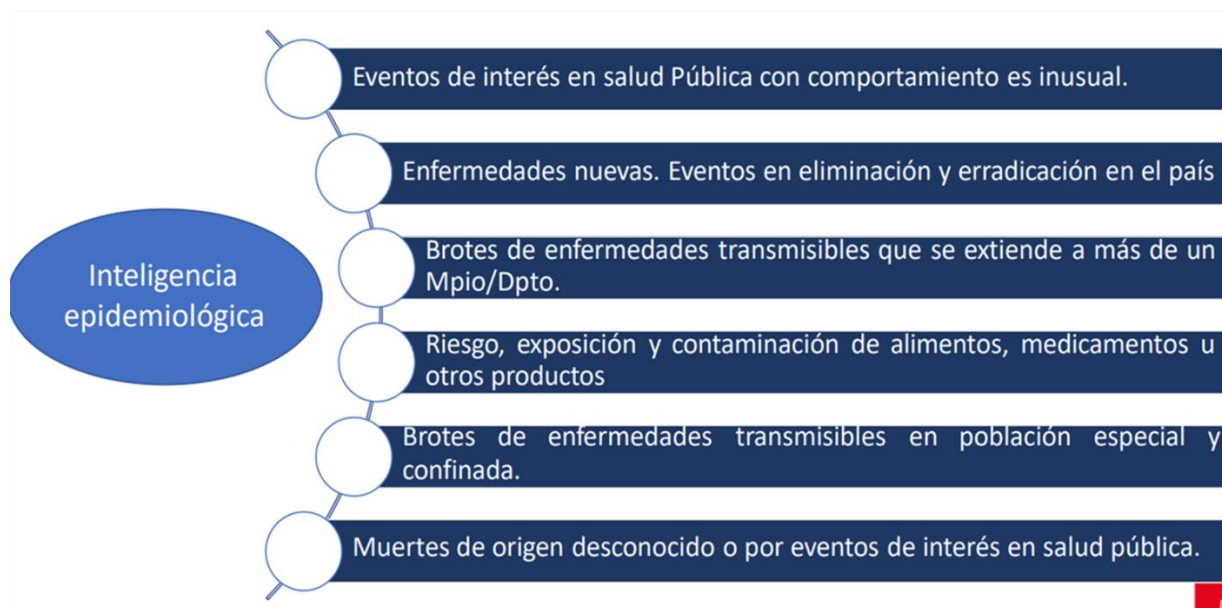 Eventos de interés en salud Pública con comportamiento es inusual.
Enfermedades nuevas. Eventos en eliminación y erradicación en el país
Inteligencia
epidemiológica
Brotes de enfermedades transmisibles que se extiende a más de un
Mpio/Dpto.
Riesgo, exposición y contaminación de alimentos, medicamentos u
otros productos
Brotes de enfermedades transmisibles en población especial y
confinada.
Muertes de origen desconocido o por eventos de interés en salud pública.